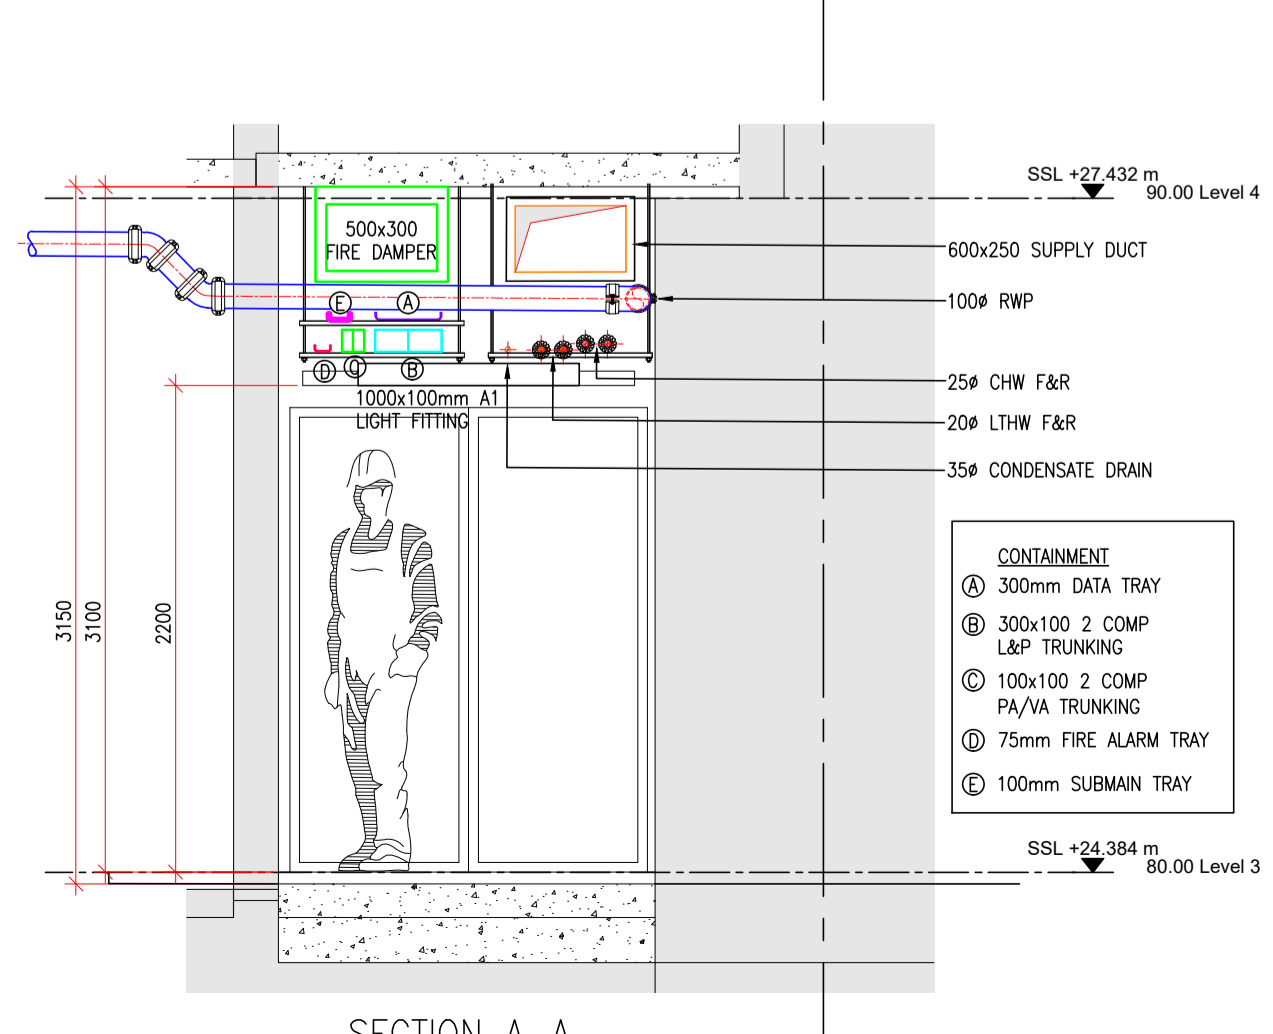 SSL +27.432 m
90.00 Level 4
500x300
FIRE DAMPER
600x250 SUPPLY DUCT
E
A
100ø RWP
D
C
B
25ø CHW F&R
1000x100mm A1
LIGHT FITTING
20ø LTHW F&R
35ø CONDENSATE DRAIN
3150
3100
2200
CONTAINMENT
A 300mm DATA TRAY
B 300x100 2 COMP
L&P TRUNKING
C 100x100 2 COMP
PA/VA TRUNKING
D 75mm FIRE ALARM TRAY
E 100mm SUBMAIN TRAY
SSL +24.384 m
80.00 Level 3
SECTION A-A